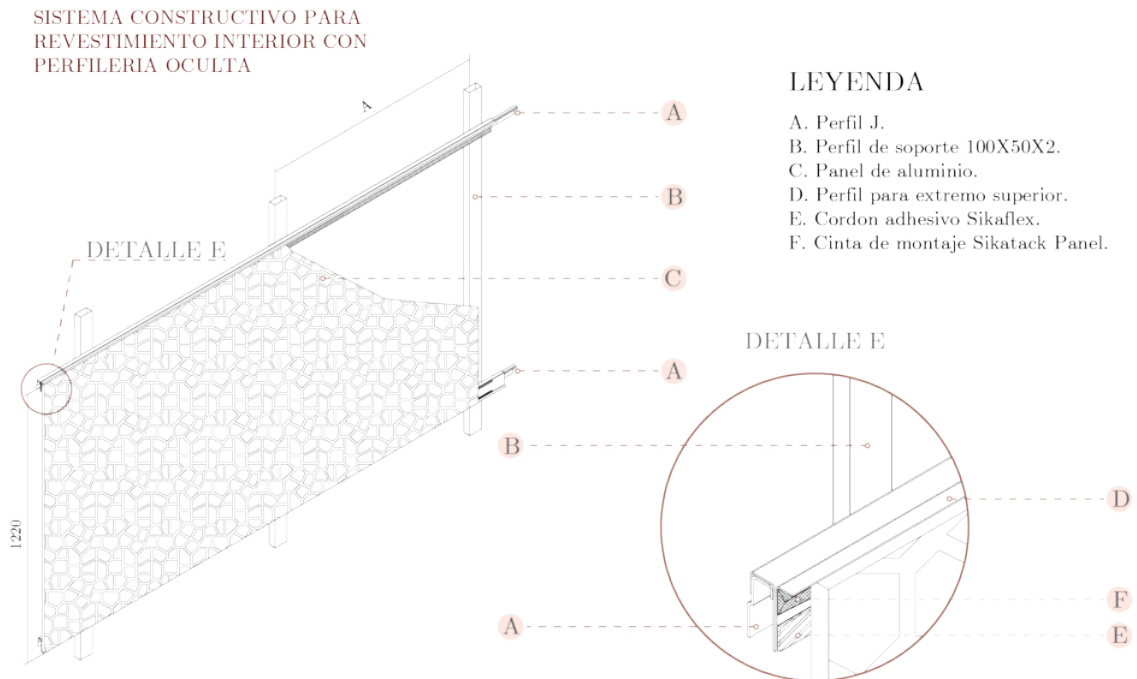 SISTEMA CONSTRUCTIVO PARA
REVESTIMIENTO INTERIOR CON
PERFILERIA OCULTA
A
LEYENDA
A. Perfil J.
B. Perfil de soporte 100X50X2.
C. Panel de aluminio.
D. Perfil para extremo superior.
E. Cordon adhesivo Sikaflex.
F. Cinta de montaje Sikatack Panel.
A
B
DETALLE E
C
A
1220
DETALLE E
B
D
F
A
E